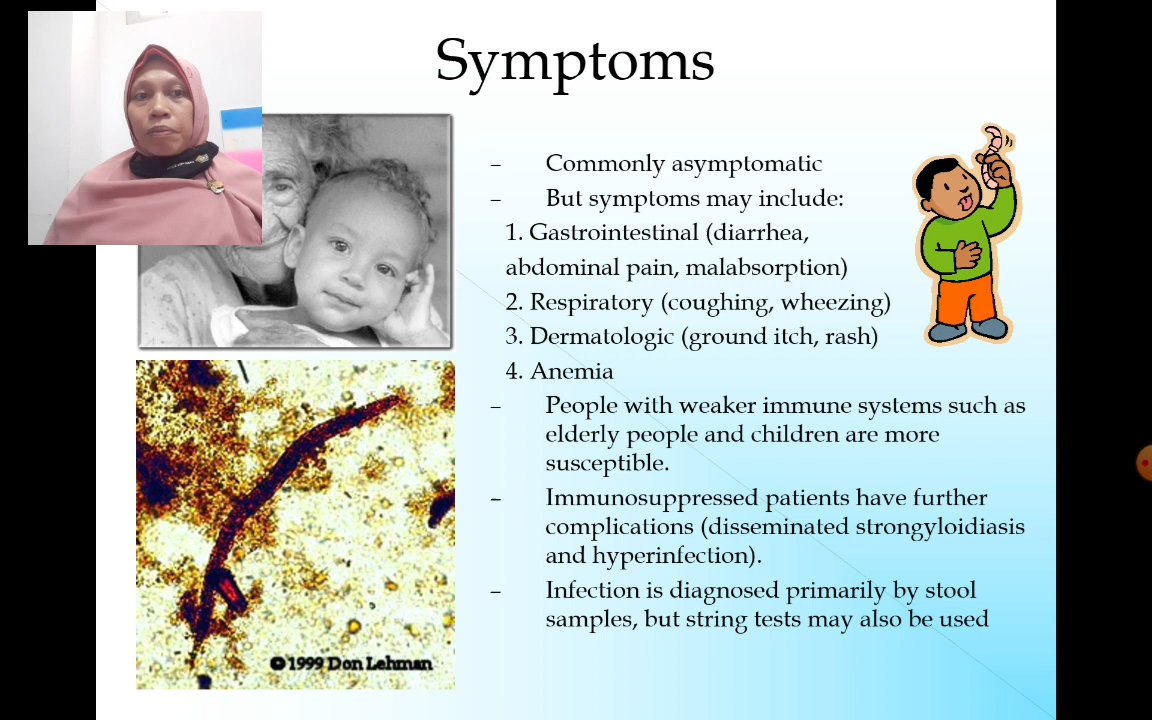 Symptoms
– Commonly asymptomatic
– But symptoms may include:
1. Gastrointestinal (diarrhea,
abdominal pain, malabsorption)
2. Respiratory (coughing, wheezing)
3. Dermatologic (ground itch, rash)
4. Anemia
– People with weaker immune systems such as
elderly people and children are more
susceptible.
– Immunosuppressed patients have further
complications (disseminated strongyloidiasis
and hyperinfection).
– Infection is diagnosed primarily by stool
samples, but string tests may also be used
© 1999 Don Lehman